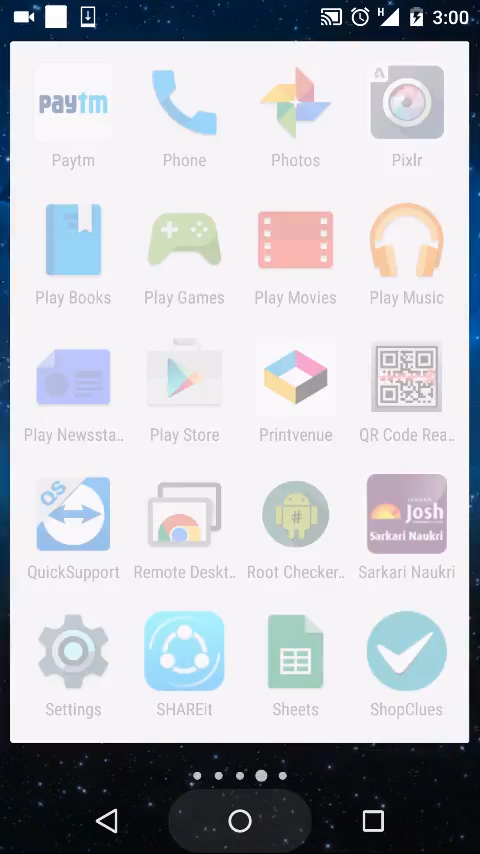 H 3:00
paytm
Paytm Phone Photos Pixlr
Play Books Play Games Play Movies Play Music
Play Newssta.. Play Store Printvenue QR Code Rea..
QS
#
Josh
Sarkari Naukri
QuickSupport Remote Deskt.. Root Checker.. Sarkari Naukri
Settings SHAREit Sheets ShopClues